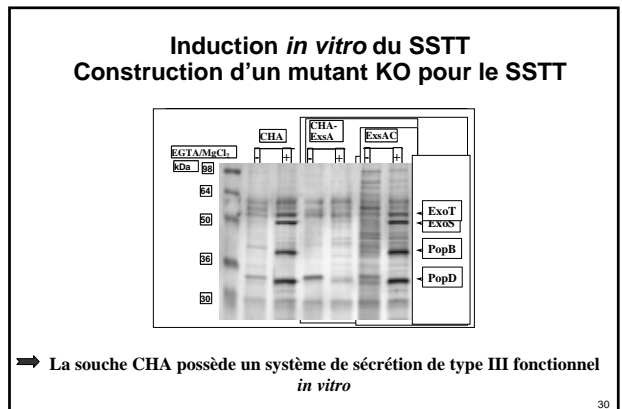 Induction in vitro du SSTT
Construction d'un mutant KO pour le SSTT
CHA
CHA-
ExsA
ExsAC
EGTA/MgCl2
- + - + - +
kDa 98
64
50
36
30
ExoT
ExoS
PopB
PopD
La souche CHA possède un système de sécrétion de type III fonctionnel
in vitro
30